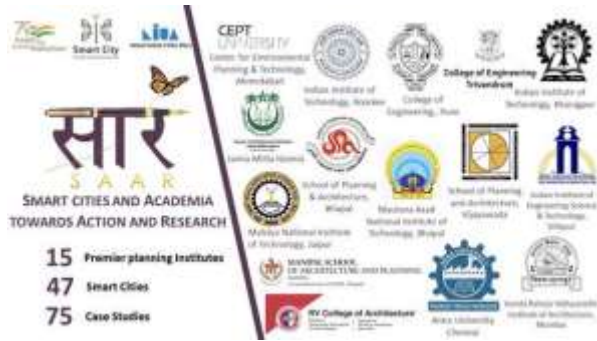 Smart City
सार
SAAR
SMART CITIES AND ACADEMIA
TOWARDS ACTION AND RESEARCH
15 Premier planning Institutes
47 Smart Cities
75 Case Studies
CEPT
UNIVERSITY
Center for Environmental
Planning & Technology,
Ahmedabad
Indian Institute of
Technology, Roorkee
College of
Engineering, Pune
College of Engineering
Trivandrum
Indian Institute of
Technology, Kharagpur
Jamia Millia Islamia
School of Planning
& Architecture,
Bhopal
Maulana Azad
National Institute of
Technology, Bhopal
School of Planning
and Architecture,
Vijayawada
Indian Institute of
Engineering Science
& Technology,
Shibpur
Malviya National Institute
of Technology, Jaipur
MANIPAL SCHOOL
OF ARCHITECTURE AND PLANNING
RV College of Architecture
Anna University
Chennai
Institute of Architecture,
Mumbai